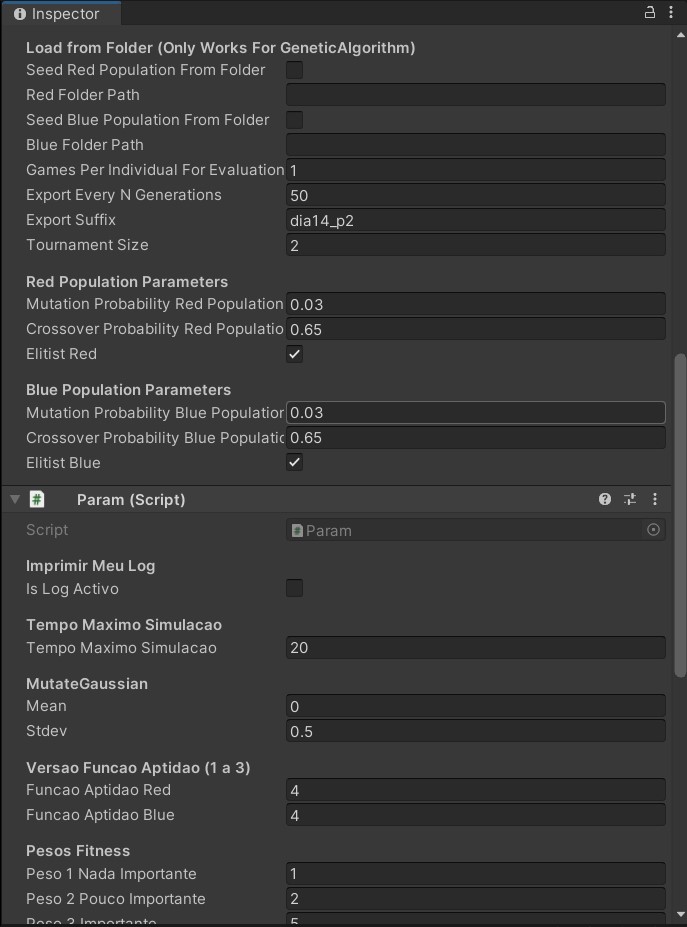 Inspector
Load from Folder (Only Works For GeneticAlgorithm)
Seed Red Population From Folder
Red Folder Path
Seed Blue Population From Folder
Blue Folder Path
Games Per Individual For Evaluation 1
Export Every N Generations 50
Export Suffix dia14_p2
Tournament Size 2
Red Population Parameters
Mutation Probability Red Population 0.03
Crossover Probability Red Populatio 0.65
Elitist Red
Blue Population Parameters
Mutation Probability Blue Population 0.03
Crossover Probability Blue Populatio 0.65
Elitist Blue
# Param (Script)
Script Param
Imprimir Meu Log
Is Log Activo
Tempo Maximo Simulacao
Tempo Maximo Simulacao 20
MutateGaussian
Mean 0
Stdev 0.5
Versao Funcao Aptidao (1 a 3)
Funcao Aptidao Red 4
Funcao Aptidao Blue 4
Pesos Fitness
Peso 1 Nada Importante 1
Peso 2 Pouco Importante 2
Peso 3 Importante 5